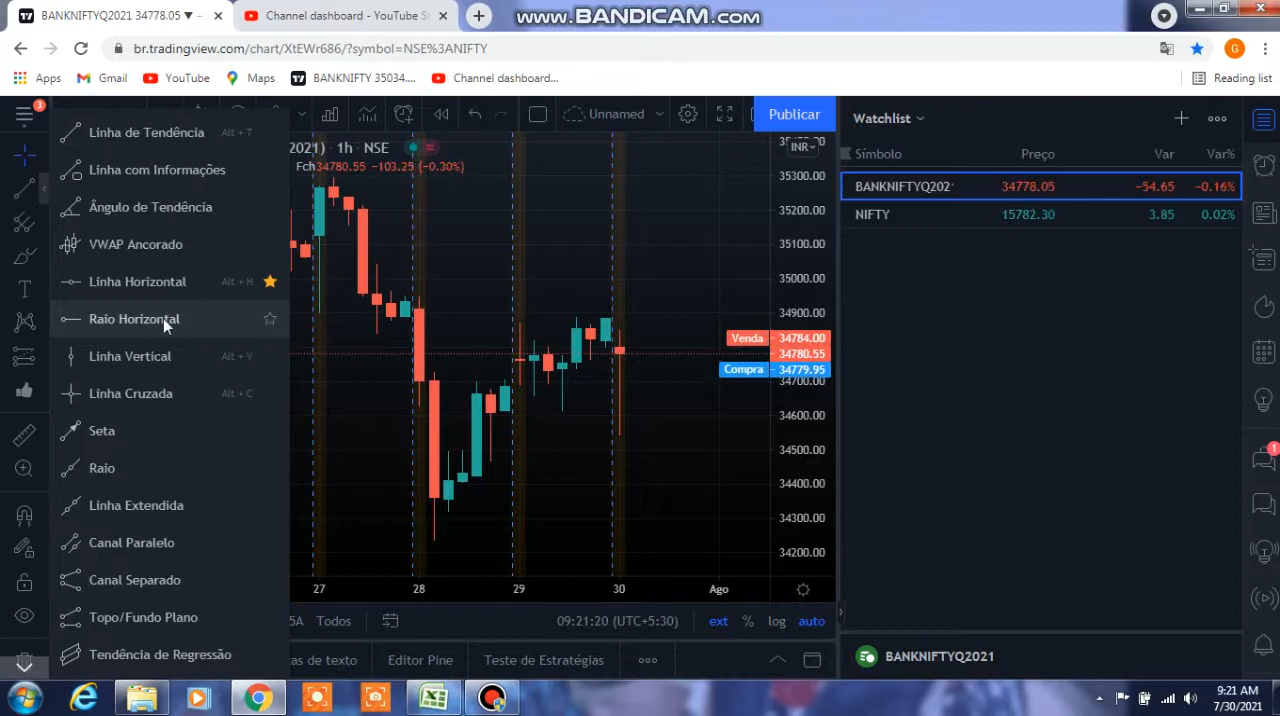 BANKNIFTYQ2021 34778.05 ▼ −
Channel dashboard - YouTube S
www.BANDICAM.com
br.tradingview.com/chart/XtEWr686/?symbol=NSE%3ANIFTY
G
Apps
Gmail
YouTube
Maps
BANKNIFTY 35034....
Channel dashboard...
Reading list
3
Unnamed
Publicar
Watchlist
Linha de Tendência Alt + T
2021) 1h NSE
INR
Símbolo Preço Var Var%
Fch34780.55 −103.25 (−0.30%)
Linha com Informações
35300.00
BANKNIFTYQ202 34778.05 −54.65 −0.16%
Ângulo de Tendência
35200.00
NIFTY 15782.30 3.85 0.02%
VWAP Ancorado
35100.00
Linha Horizontal Alt + H
35000.00
Raio Horizontal
34900.00
Venda 34784.00
34780.55
Linha Vertical Alt + V
Compra 34779.95
34700.00
Linha Cruzada Alt + C
34600.00
Seta
34500.00
1
Raio
34400.00
Linha Extendida
34300.00
Canal Paralelo
34200.00
Canal Separado
27 28 29 30 Ago
Topo/Fundo Plano
5A Todos
09:21:20 (UTC+5:30)
ext % log auto
Tendência de Regressão
as de texto
Editor Pine
Teste de Estratégias
BANKNIFTYQ2021
9:21 AM
7/30/2021